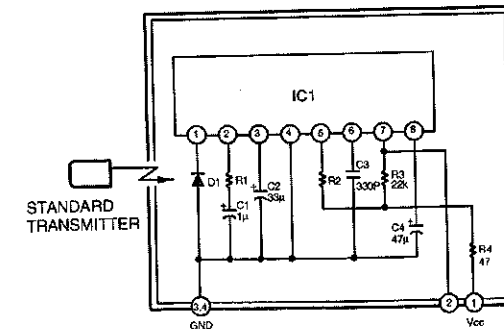 IC1
1 2 3 4 5 6 7 8
STANDARD
TRANSMITTER
D1
R1
C1
1µ
C2
33µ
R2
C3
330P
R3
22k
C4
47µ
R4
47
3,4
GND
2
1
Vcc
+
+
+